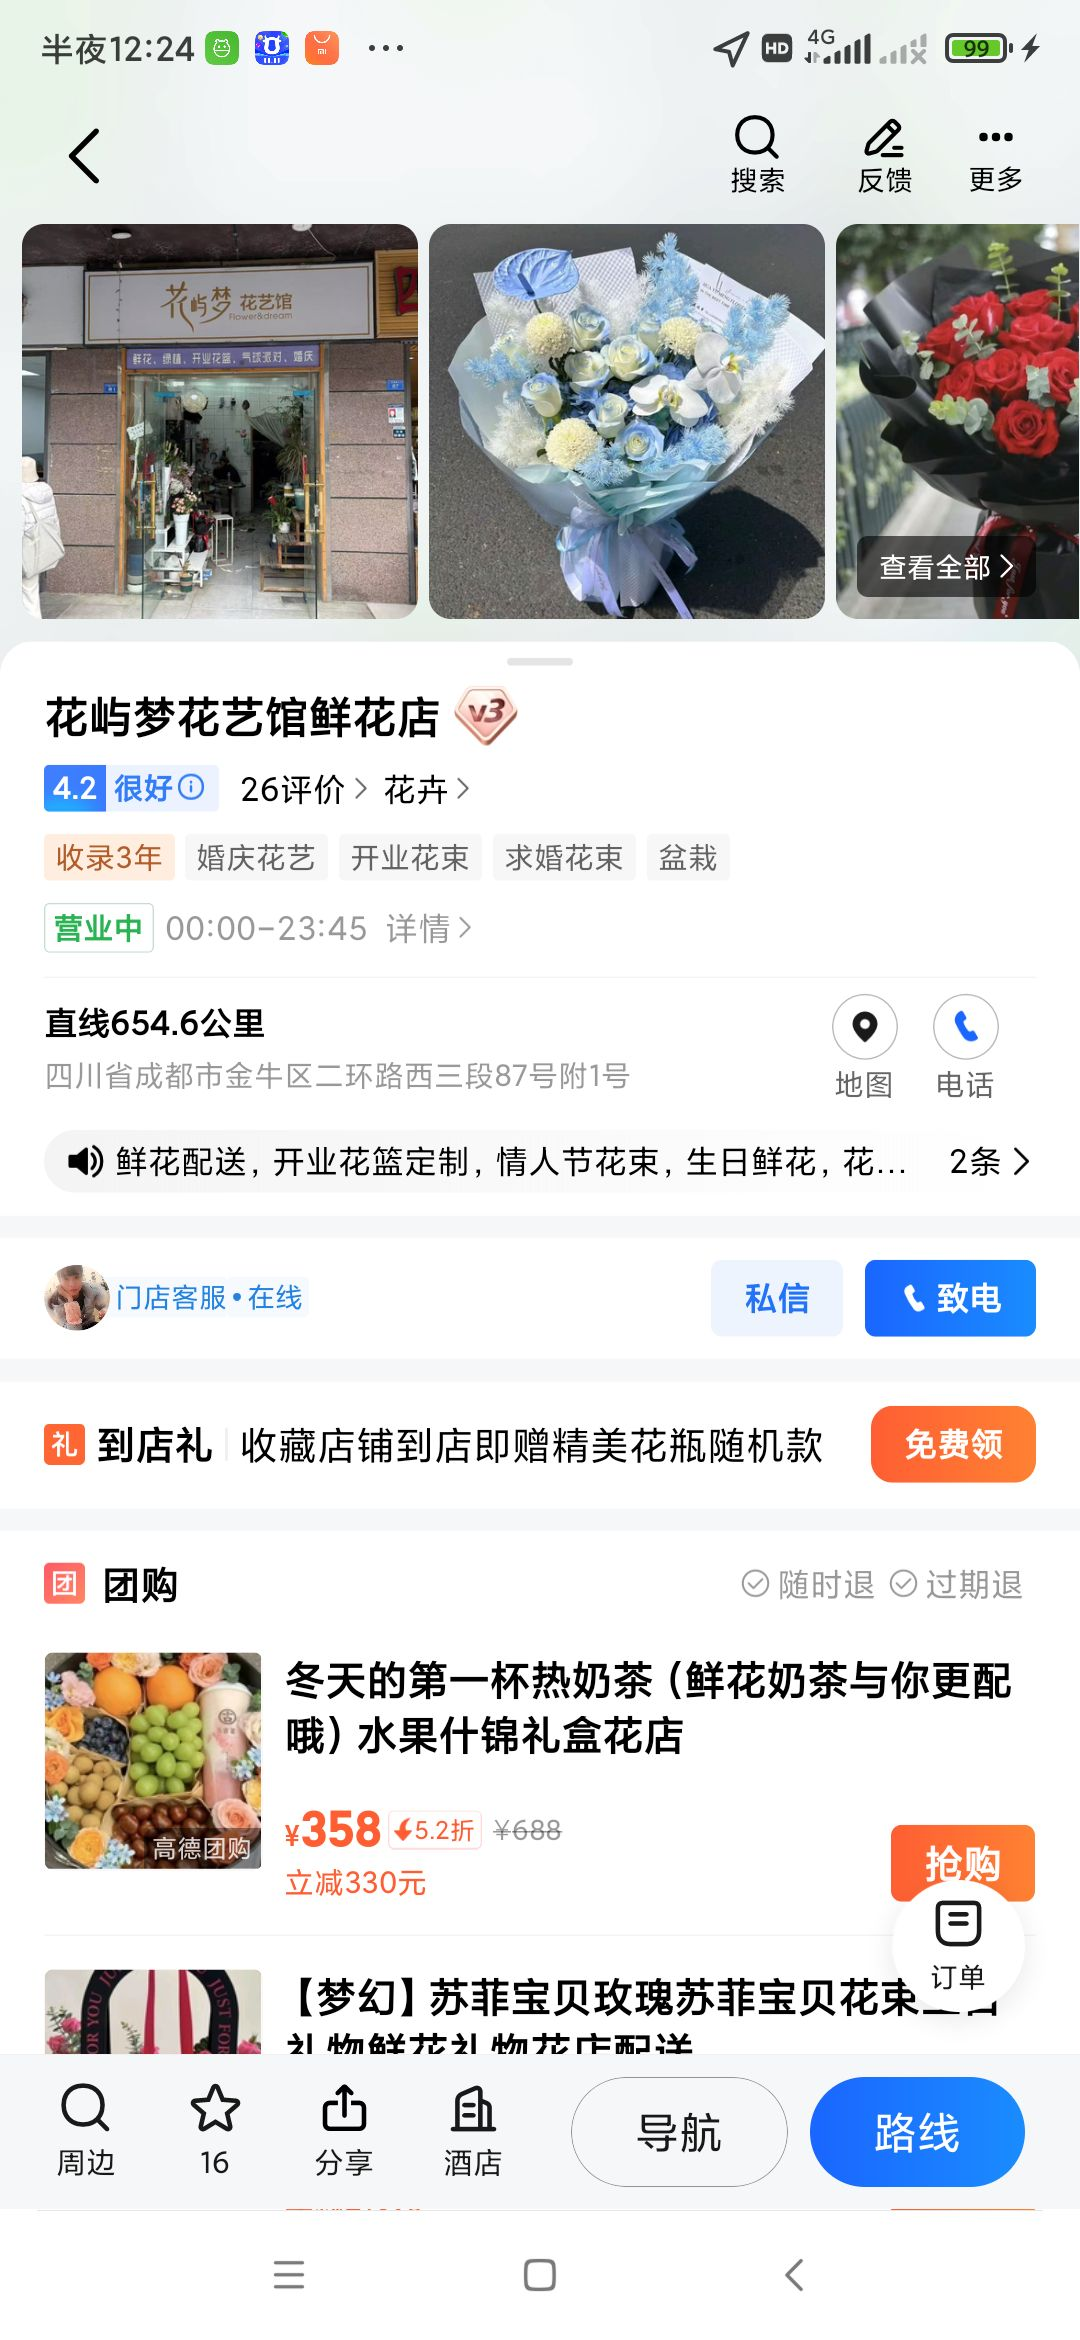 半夜12:24
HD 4G 99
搜索 反馈 更多
花屿梦 花艺馆
Flower&dream
鲜花、绿植、开业花篮、气球派对、婚庆
查看全部
花屿梦花艺馆鲜花店 v3
4.2 很好 26评价 花卉
收录3年 婚庆花艺 开业花束 求婚花束 盆栽
营业中 00:00-23:45 详情
直线654.6公里
四川省成都市金牛区二环路西三段87号附1号
地图 电话
鲜花配送，开业花篮定制，情人节花束，生日鲜花，花... 2条
门店客服•在线 私信 致电
礼 到店礼 收藏店铺到店即赠精美花瓶随机款 免费领
团 团购 随时退 过期退
冬天的第一杯热奶茶（鲜花奶茶与你更配
哦）水果什锦礼盒花店
高德团购
¥358 5.2折 ¥688
立减330元
抢购
订单
【梦幻】苏菲宝贝玫瑰苏菲宝贝花束
礼物鲜花礼物花店配送
周边 16 分享 酒店 导航 路线